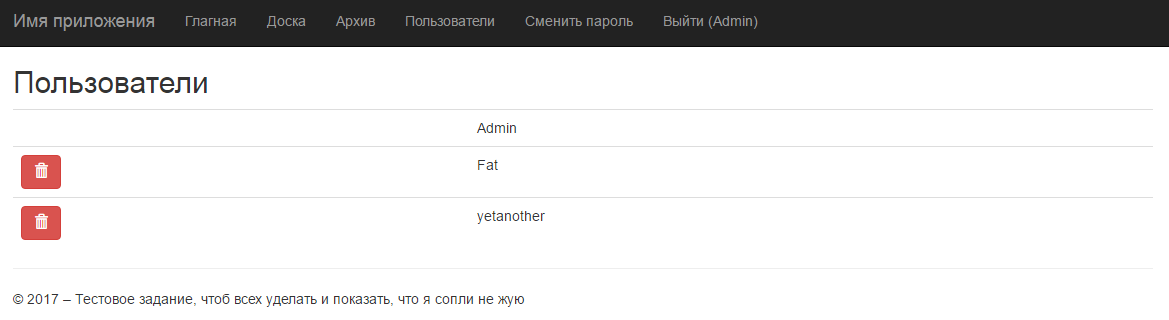 Имя приложения Глагная Доска Архив Пользователи Сменить пароль Выйти (Admin)
Пользователи
Admin
Fat
yetanother
© 2017 – Тестовое задание, чтоб всех уделать и показать, что я сопли не жую